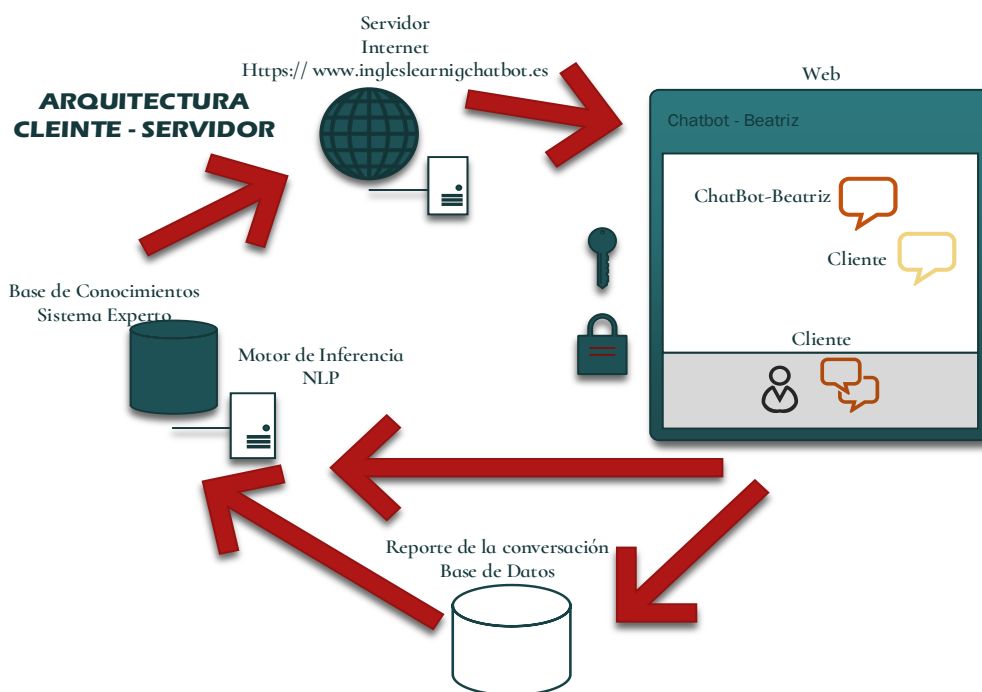 Servidor
Internet
Https:// www.ingleslearnigchatbot.es
ARQUITECTURA
CLEINTE - SERVIDOR
Web
Chatbot - Beatriz
ChatBot-Beatriz
Cliente
Cliente
Base de Conocimientos
Sistema Experto
Motor de Inferencia
NLP
Reporte de la conversación
Base de Datos